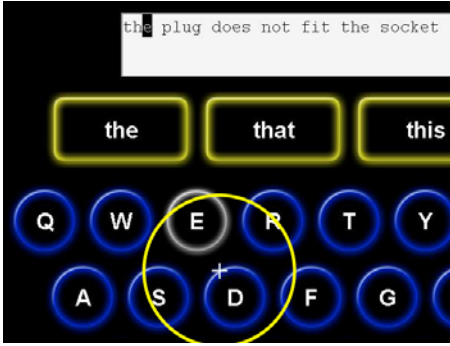 the plug does not fit the socket
the that this
Q W E R T Y
A S D F G